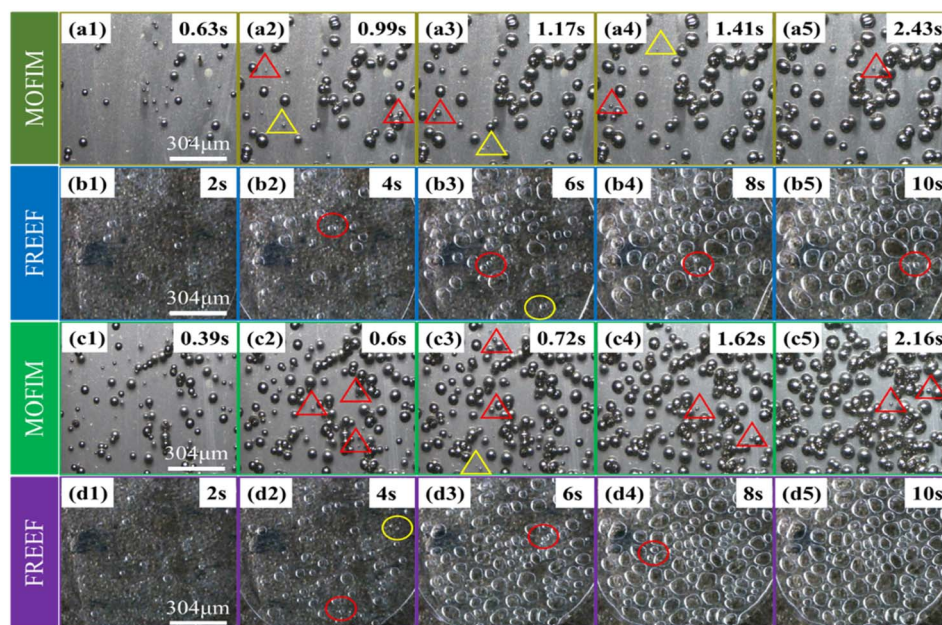 MOFIM
(a1) 0.63s
304μm
(a2) 0.99s
(a3) 1.17s
(a4) 1.41s
(a5) 2.43s
FREEF
(b1) 2s
304μm
(b2) 4s
(b3) 6s
(b4) 8s
(b5) 10s
MOFIM
(c1) 0.39s
304μm
(c2) 0.6s
(c3) 0.72s
(c4) 1.62s
(c5) 2.16s
FREEF
(d1) 2s
304μm
(d2) 4s
(d3) 6s
(d4) 8s
(d5) 10s